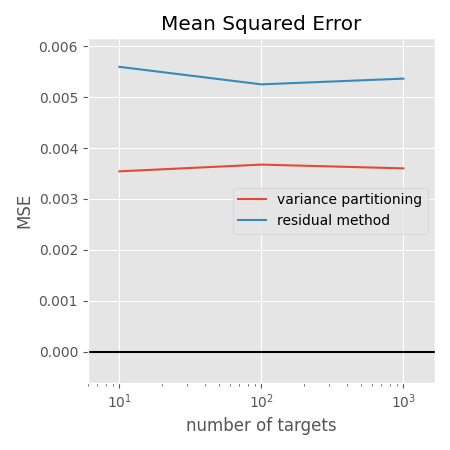 Mean Squared Error
0.006
0.005
0.004
0.003
0.002
0.001
0.000
MSE
variance partitioning
residual method
10¹
10²
10³
number of targets